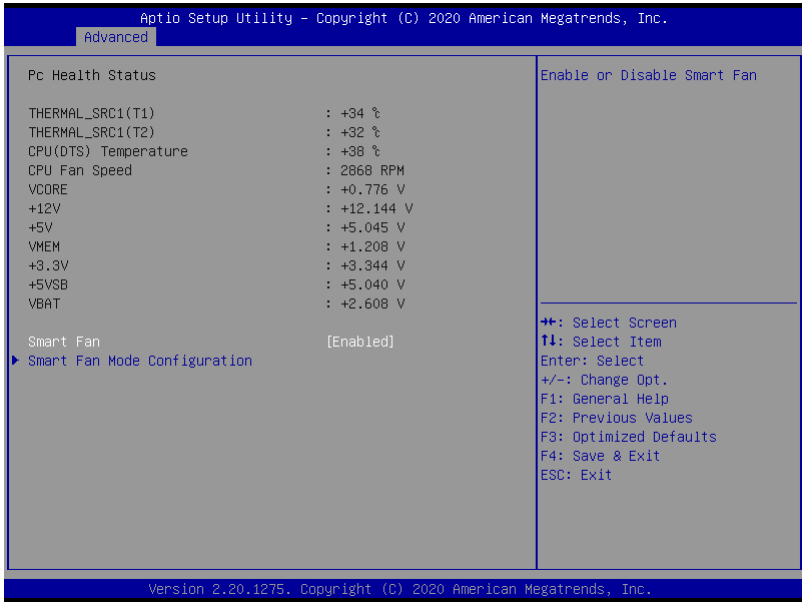 Aptio Setup Utility – Copyright (C) 2020 American Megatrends, Inc.
Advanced
Pc Health Status
THERMAL_SRC1(T1) : +34 ℃
THERMAL_SRC1(T2) : +32 ℃
CPU(DTS) Temperature : +38 ℃
CPU Fan Speed : 2868 RPM
VCORE : +0.776 V
+12V : +12.144 V
+5V : +5.045 V
VMEM : +1.208 V
+3.3V : +3.344 V
+5VSB : +5.040 V
VBAT : +2.608 V
Smart Fan [Enabled]
Smart Fan Mode Configuration
Enable or Disable Smart Fan
→←: Select Screen
↑↓: Select Item
Enter: Select
+/-: Change Opt.
F1: General Help
F2: Previous Values
F3: Optimized Defaults
F4: Save & Exit
ESC: Exit
Version 2.20.1275. Copyright (C) 2020 American Megatrends, Inc.